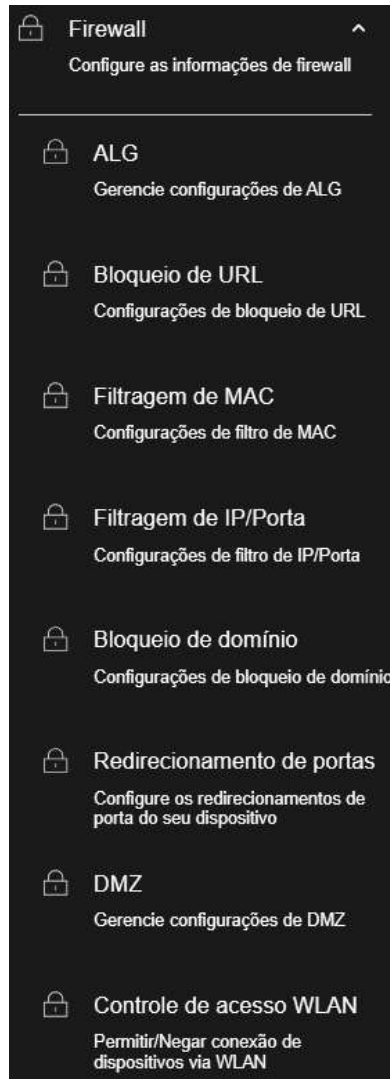 Firewall
Configure as informações de firewall
ALG
Gerencie configurações de ALG
Bloqueio de URL
Configurações de bloqueio de URL
Filtragem de MAC
Configurações de filtro de MAC
Filtragem de IP/Porta
Configurações de filtro de IP/Porta
Bloqueio de domínio
Configurações de bloqueio de domínio
Redirecionamento de portas
Configure os redirecionamentos de
porta do seu dispositivo
DMZ
Gerencie configurações de DMZ
Controle de acesso WLAN
Permitir/Negar conexão de
dispositivos via WLAN